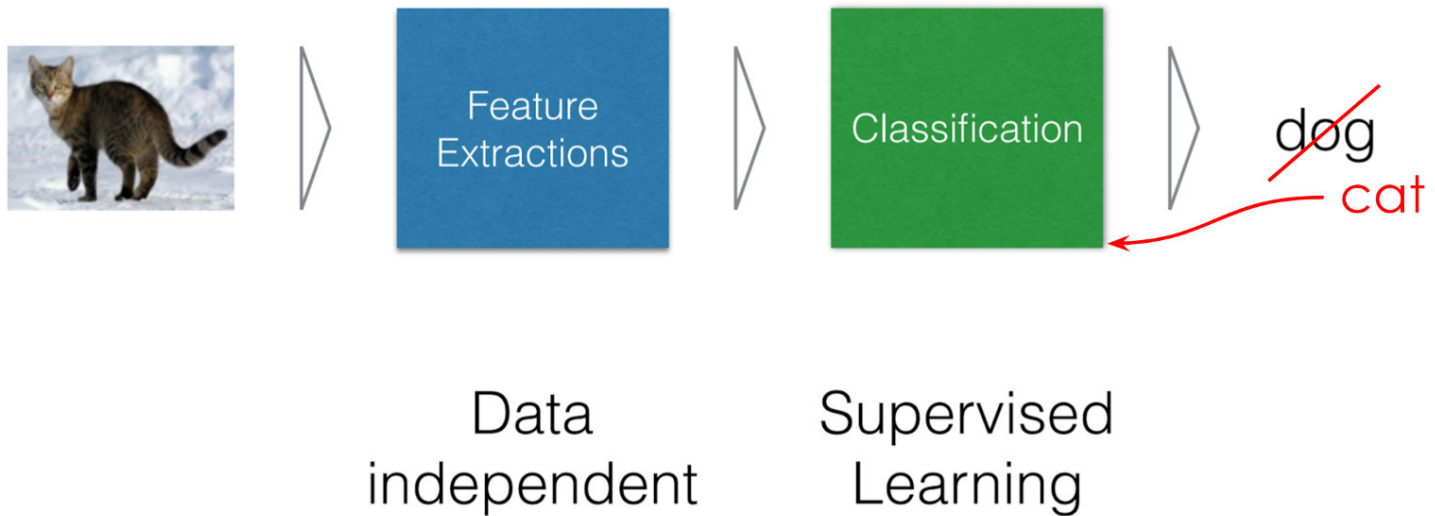 Feature
Extractions
Classification
dog
cat
Data
independent
Supervised
Learning